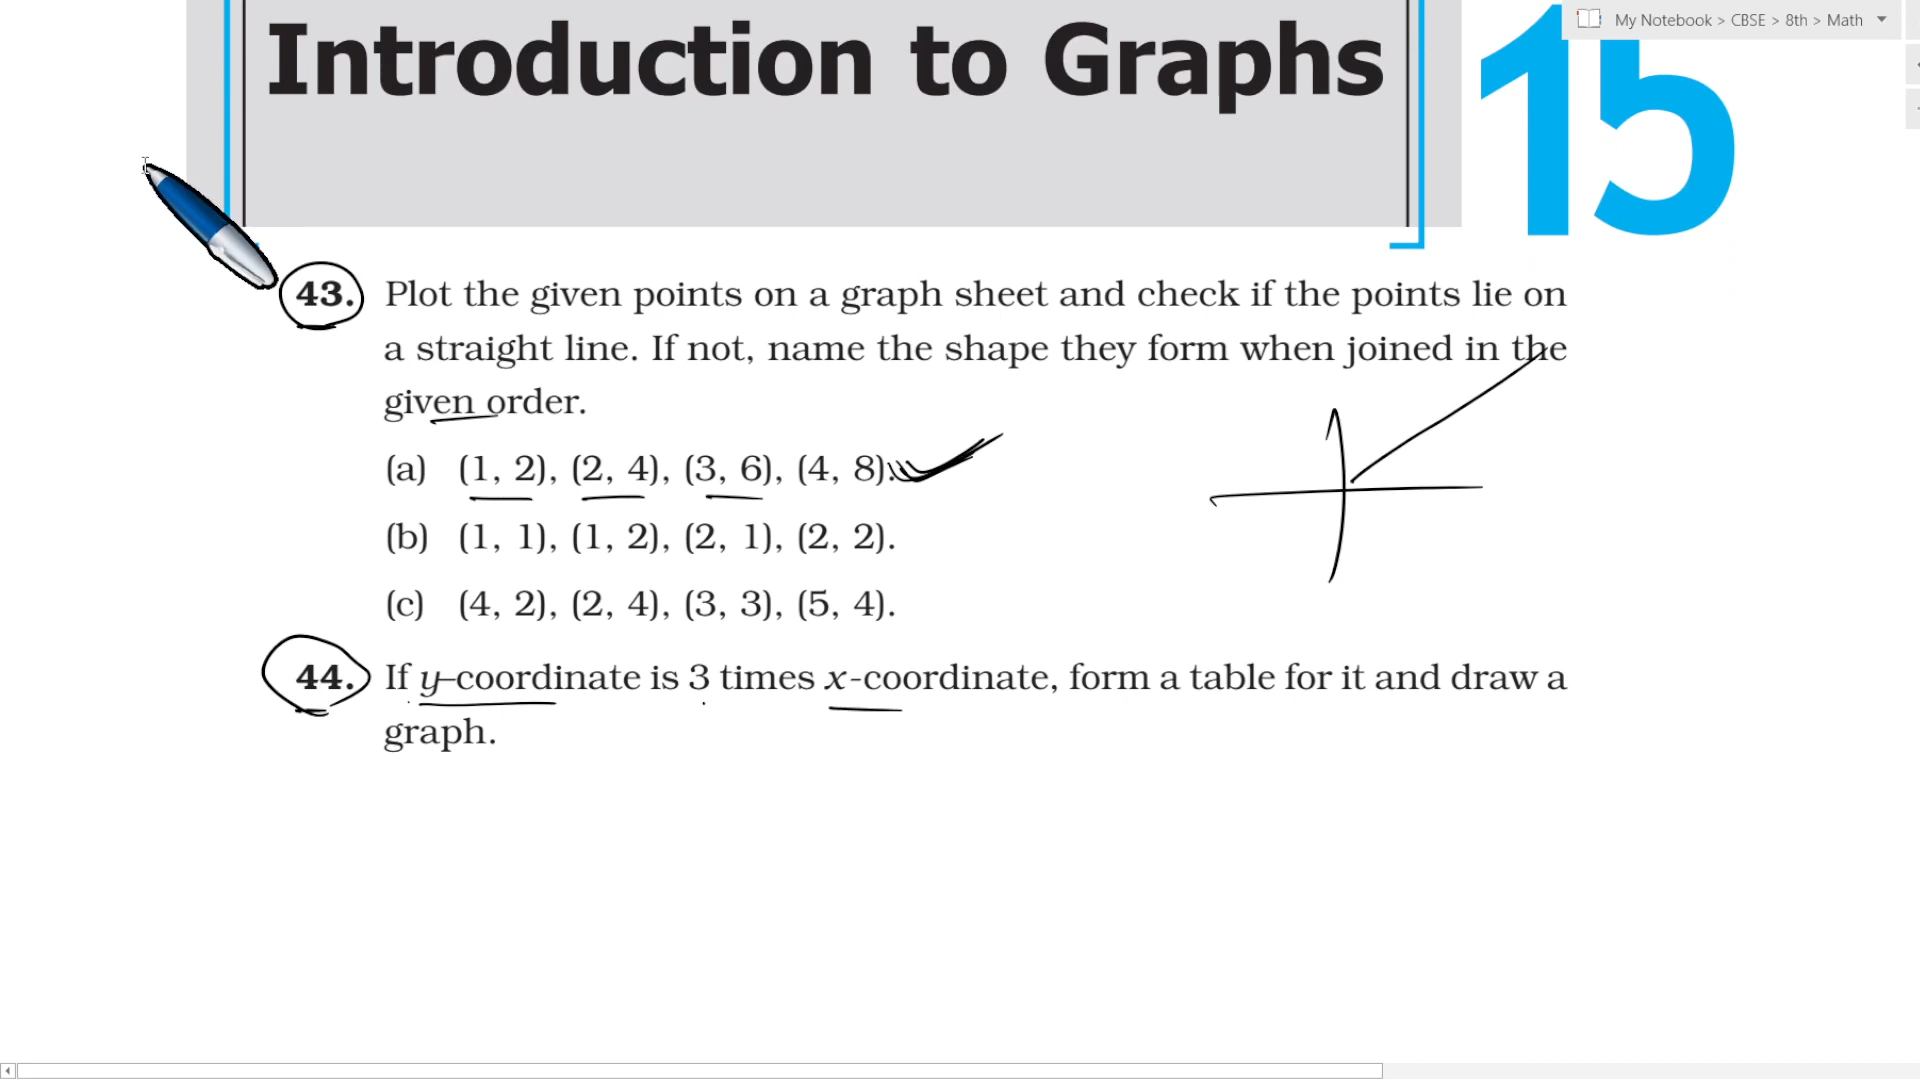 My Notebook > CBSE > 8th > Math
Introduction to Graphs
15
43. Plot the given points on a graph sheet and check if the points lie on
a straight line. If not, name the shape they form when joined in the
given order.
(a) (1, 2), (2, 4), (3, 6), (4, 8).
(b) (1, 1), (1, 2), (2, 1), (2, 2).
(c) (4, 2), (2, 4), (3, 3), (5, 4).
44. If y–coordinate is 3 times x-coordinate, form a table for it and draw a
graph.